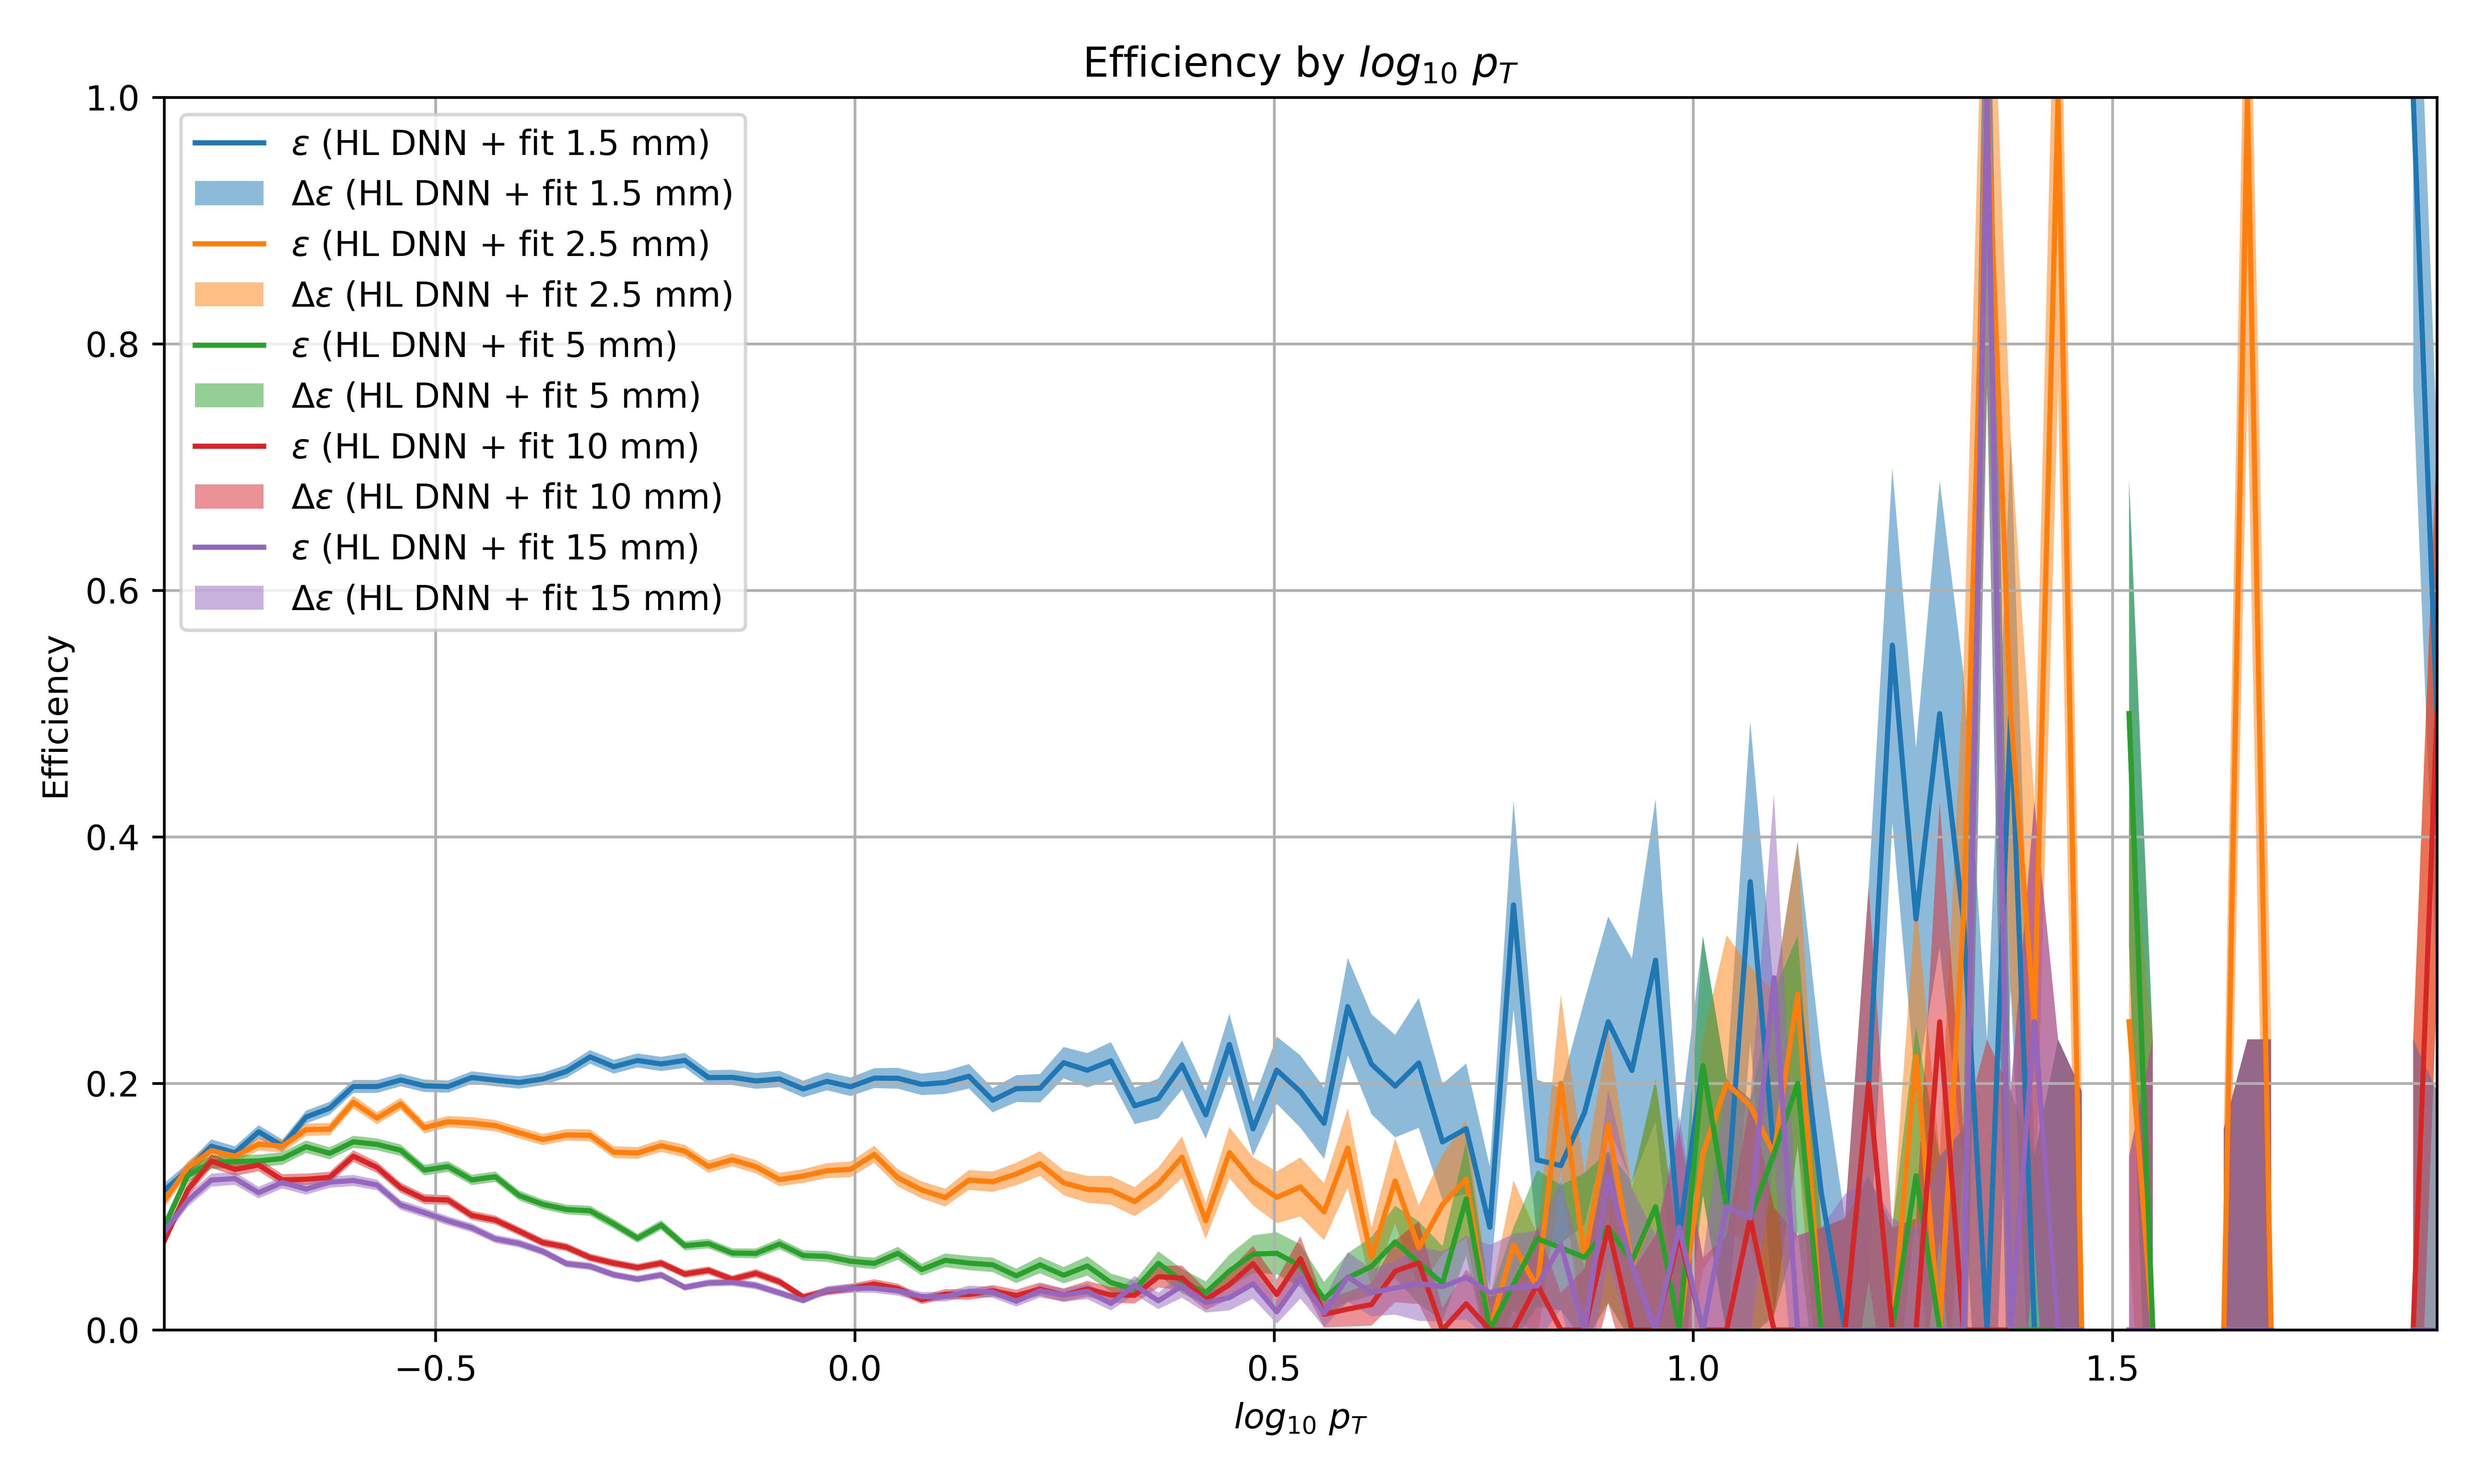 Efficiency by log₁₀ p_T
1.0
0.8
0.6
0.4
0.2
0.0
Efficiency
ε (HL DNN + fit 1.5 mm)
Δε (HL DNN + fit 1.5 mm)
ε (HL DNN + fit 2.5 mm)
Δε (HL DNN + fit 2.5 mm)
ε (HL DNN + fit 5 mm)
Δε (HL DNN + fit 5 mm)
ε (HL DNN + fit 10 mm)
Δε (HL DNN + fit 10 mm)
ε (HL DNN + fit 15 mm)
Δε (HL DNN + fit 15 mm)
−0.5 0.0 0.5 1.0 1.5
log₁₀ p_T